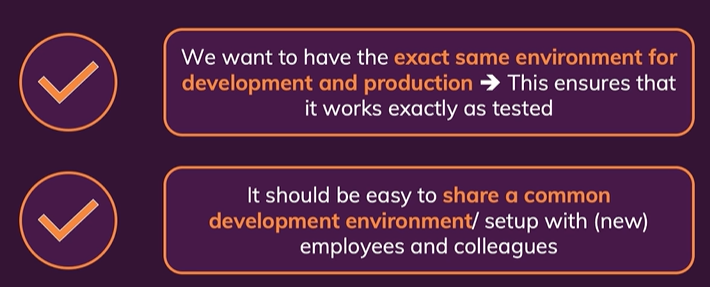 We want to have the exact same environment for
development and production ➔ This ensures that
it works exactly as tested
It should be easy to share a common
development environment/ setup with (new)
employees and colleagues